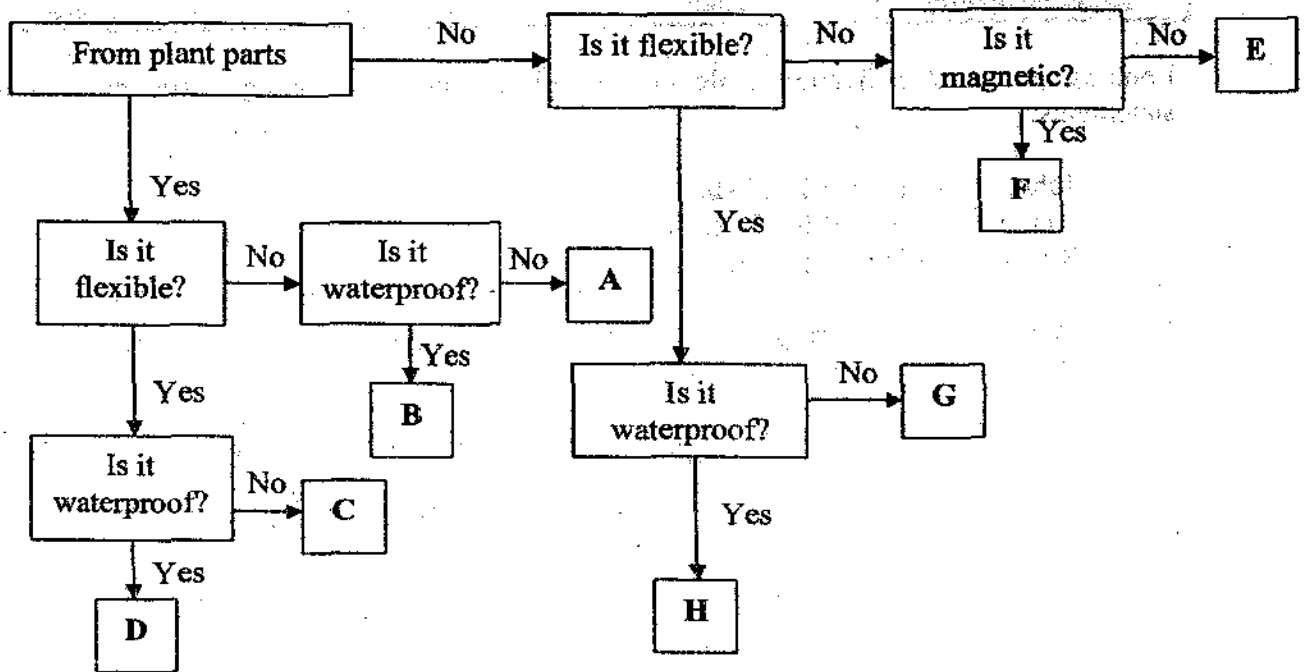 From plant parts
No
Is it flexible?
No
Is it
magnetic?
No
E
Yes
F
Yes
Yes
Is it
flexible?
No
Is it
waterproof?
No
A
Yes
B
Yes
Is it
waterproof?
No
G
Is it
waterproof?
No
C
Yes
H
Yes
D